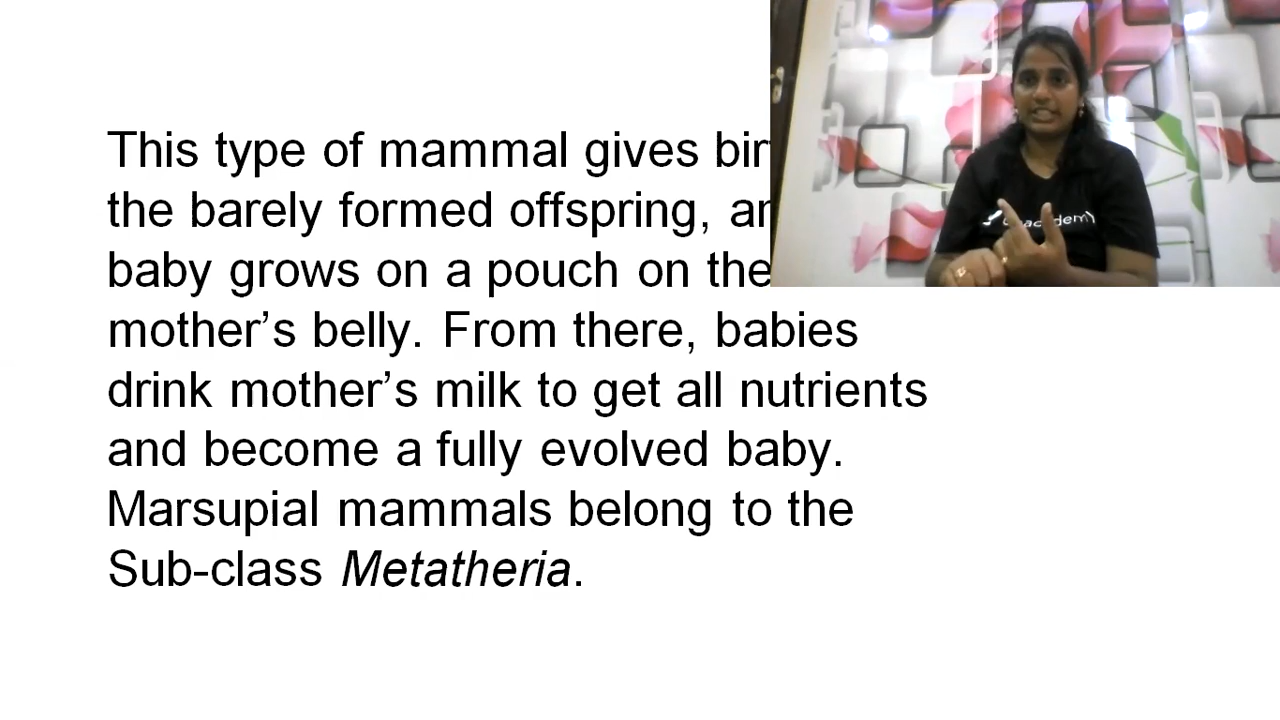 This type of mammal gives
the barely formed offspring,
baby grows on a pouch on the
mother’s belly. From there, babies
drink mother’s milk to get all nutrients
and become a fully evolved baby.
Marsupial mammals belong to the
Sub-class Metatheria.